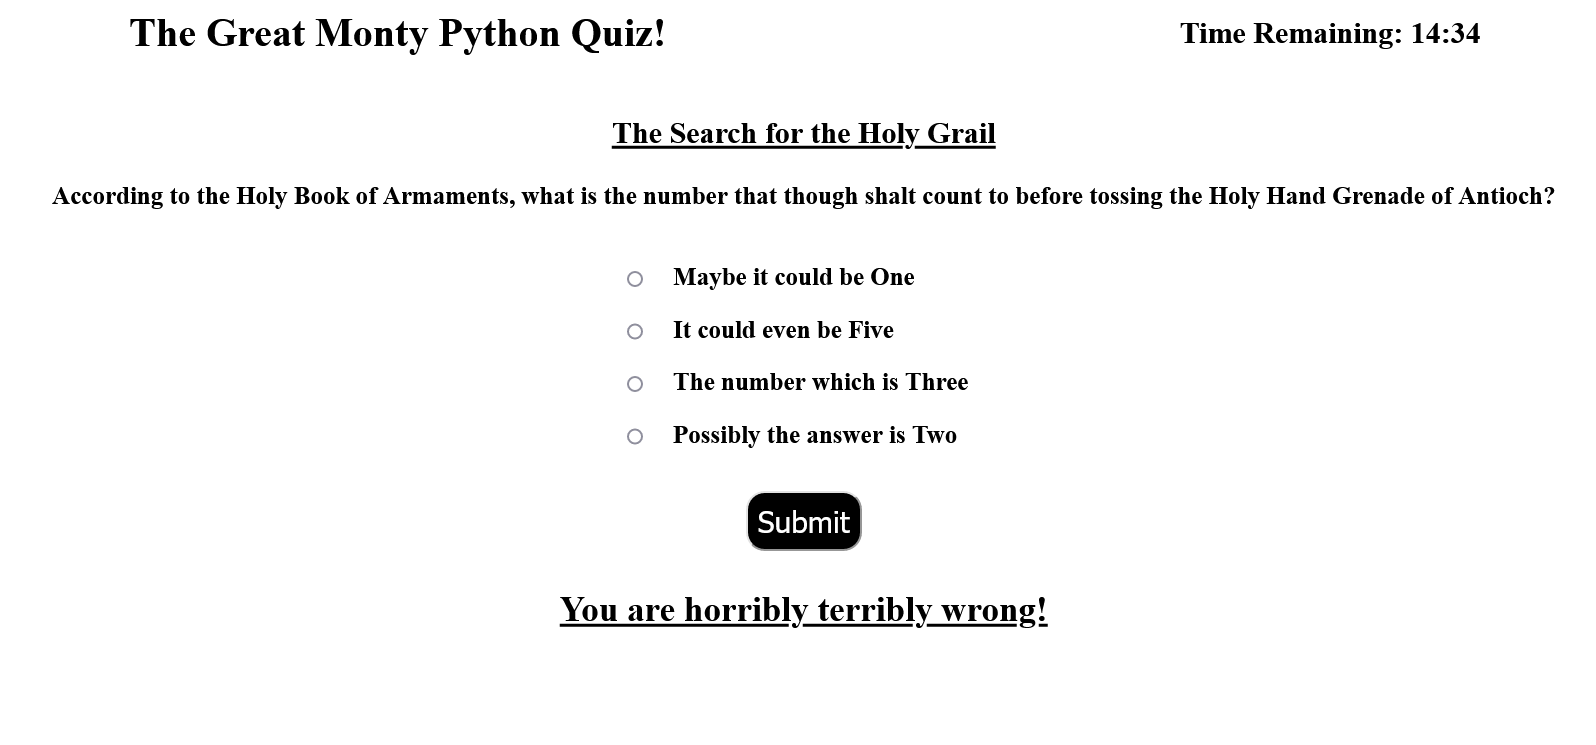 The Great Monty Python Quiz!
Time Remaining: 14:34
The Search for the Holy Grail
According to the Holy Book of Armaments, what is the number that though shalt count to before tossing the Holy Hand Grenade of Antioch?
Maybe it could be One
It could even be Five
The number which is Three
Possibly the answer is Two
Submit
You are horribly terribly wrong!